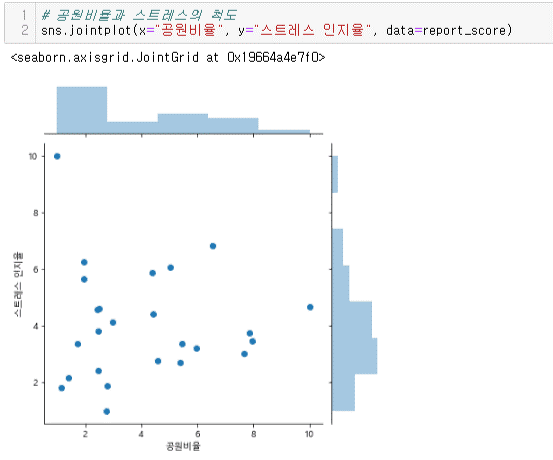 1 # 공원비율과 스트레스의 척도
2 sns.jointplot(x="공원비율", y="스트레스 인지율", data=report_score)
<seaborn.axisgrid.JointGrid at 0x19664a4e7f0>
10
8
6
4
2
스트레스 인지율
2 4 6 8 10
공원비율